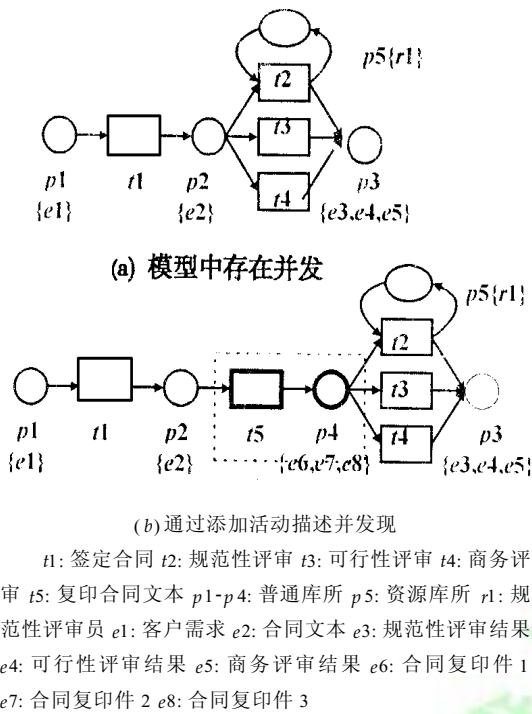 p5{r1}
t2
t3
t4
p1 t1 p2 p3
{e1} {e2} {e3,e4,e5}
(a) 模型中存在并发
p5{r1}
t2
t3
t4
p1 t1 p2 t5 p4 p3
{e1} {e2} {e6,e7,e8} {e3,e4,e5}
(b)通过添加活动描述并发现
t1: 签定合同 t2: 规范性评审 t3: 可行性评审 t4: 商务评
审 t5: 复印合同文本 p1-p4: 普通库所 p5: 资源库所 r1: 规
范性评审员 e1: 客户需求 e2: 合同文本 e3: 规范性评审结果
e4: 可行性评审结果 e5: 商务评审结果 e6: 合同复印件 1
e7: 合同复印件 2 e8: 合同复印件 3